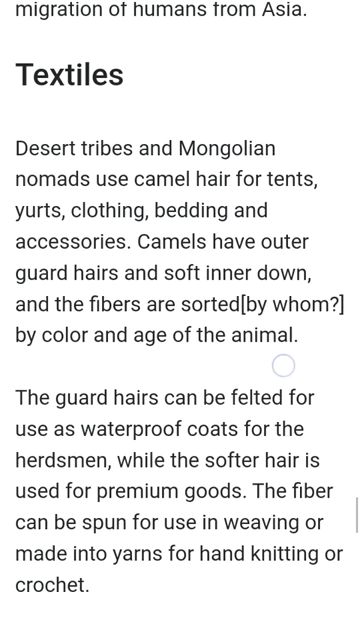 migration of humans from Asia.
Textiles
Desert tribes and Mongolian
nomads use camel hair for tents,
yurts, clothing, bedding and
accessories. Camels have outer
guard hairs and soft inner down,
and the fibers are sorted[by whom?]
by color and age of the animal.
The guard hairs can be felted for
use as waterproof coats for the
herdsmen, while the softer hair is
used for premium goods. The fiber
can be spun for use in weaving or
made into yarns for hand knitting or
crochet.